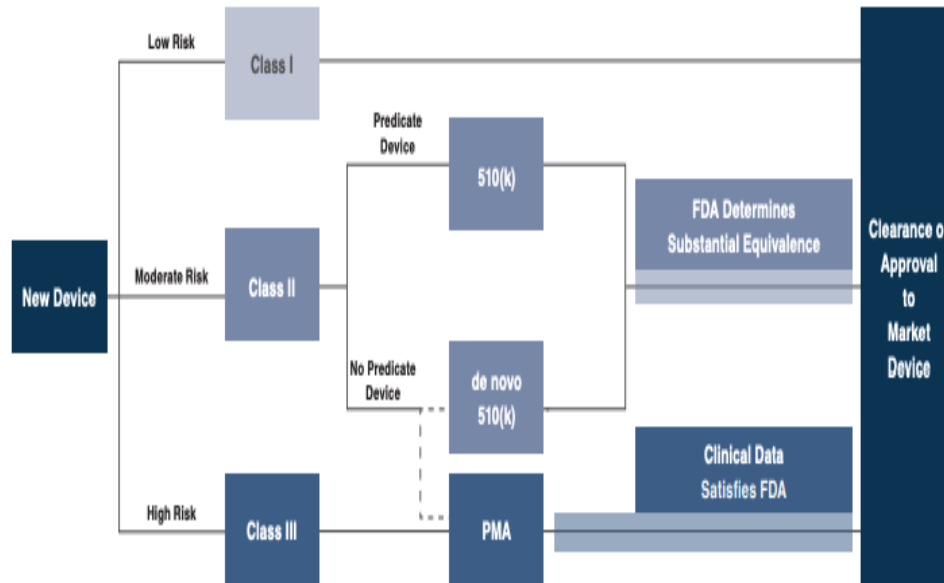 Low Risk
Class I
Predicate
Device
510(k)
FDA Determines
Substantial Equivalence
New Device
Moderate Risk
Class II
No Predicate
Device
de novo
510(k)
Clinical Data
Satisfies FDA
High Risk
Class III
PMA
Clearance o
Approval
to
Market
Device